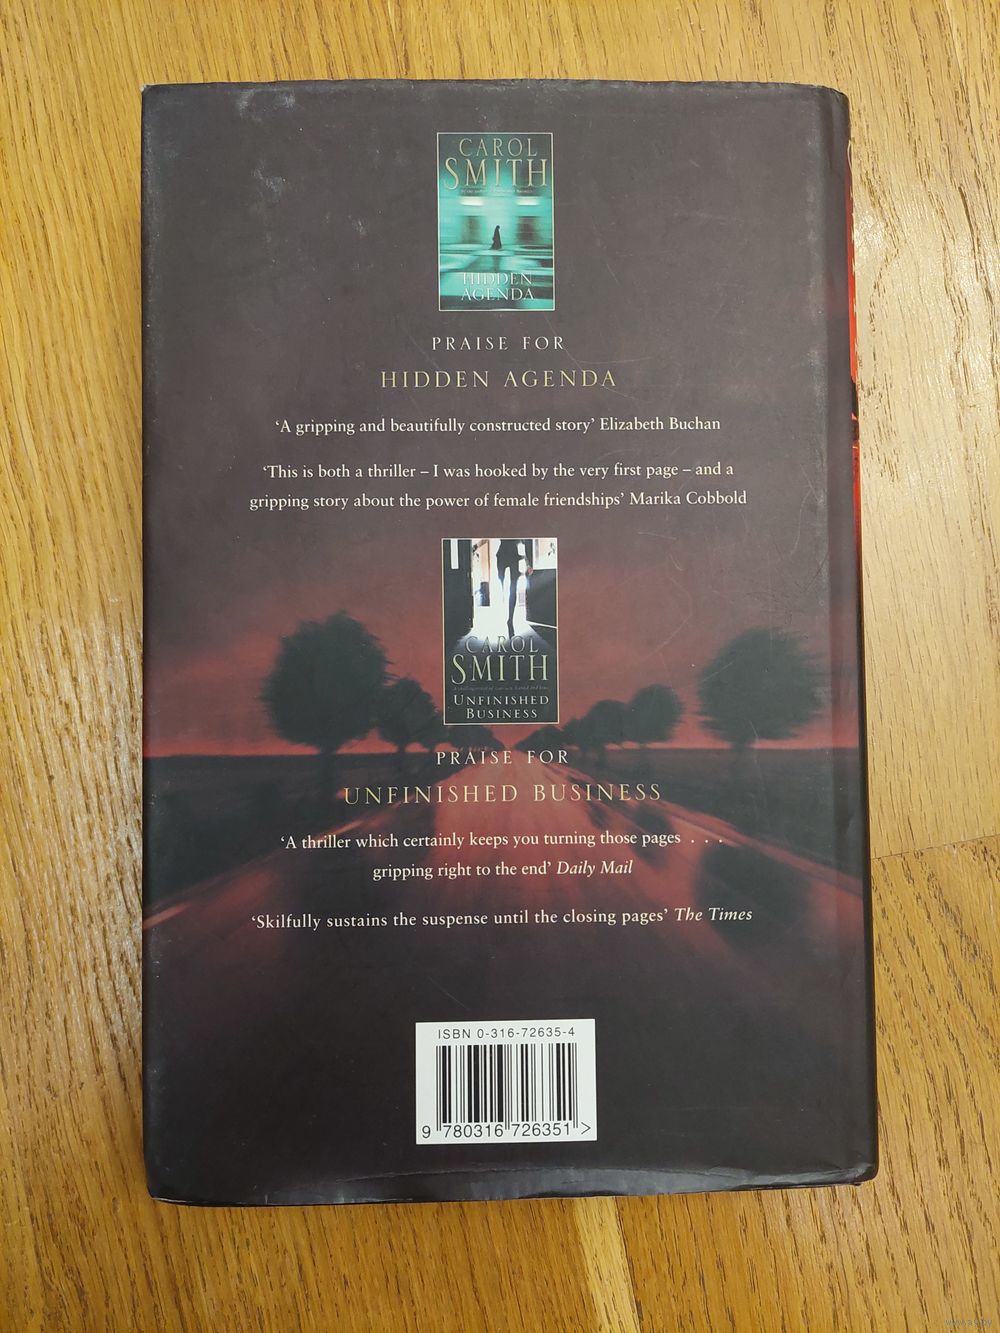 CAROL
SMITH
HIDDEN
AGENDA
PRAISE FOR
HIDDEN AGENDA
‘A gripping and beautifully constructed story’ Elizabeth Buchan
‘This is both a thriller – I was hooked by the very first page – and a
gripping story about the power of female friendships’ Marika Cobbold
CAROL
SMITH
UNFINISHED
BUSINESS
PRAISE FOR
UNFINISHED BUSINESS
‘A thriller which certainly keeps you turning those pages . . .
gripping right to the end’ Daily Mail
‘Skilfully sustains the suspense until the closing pages’ The Times
ISBN 0-316-72635-4
9 780316 726351 >